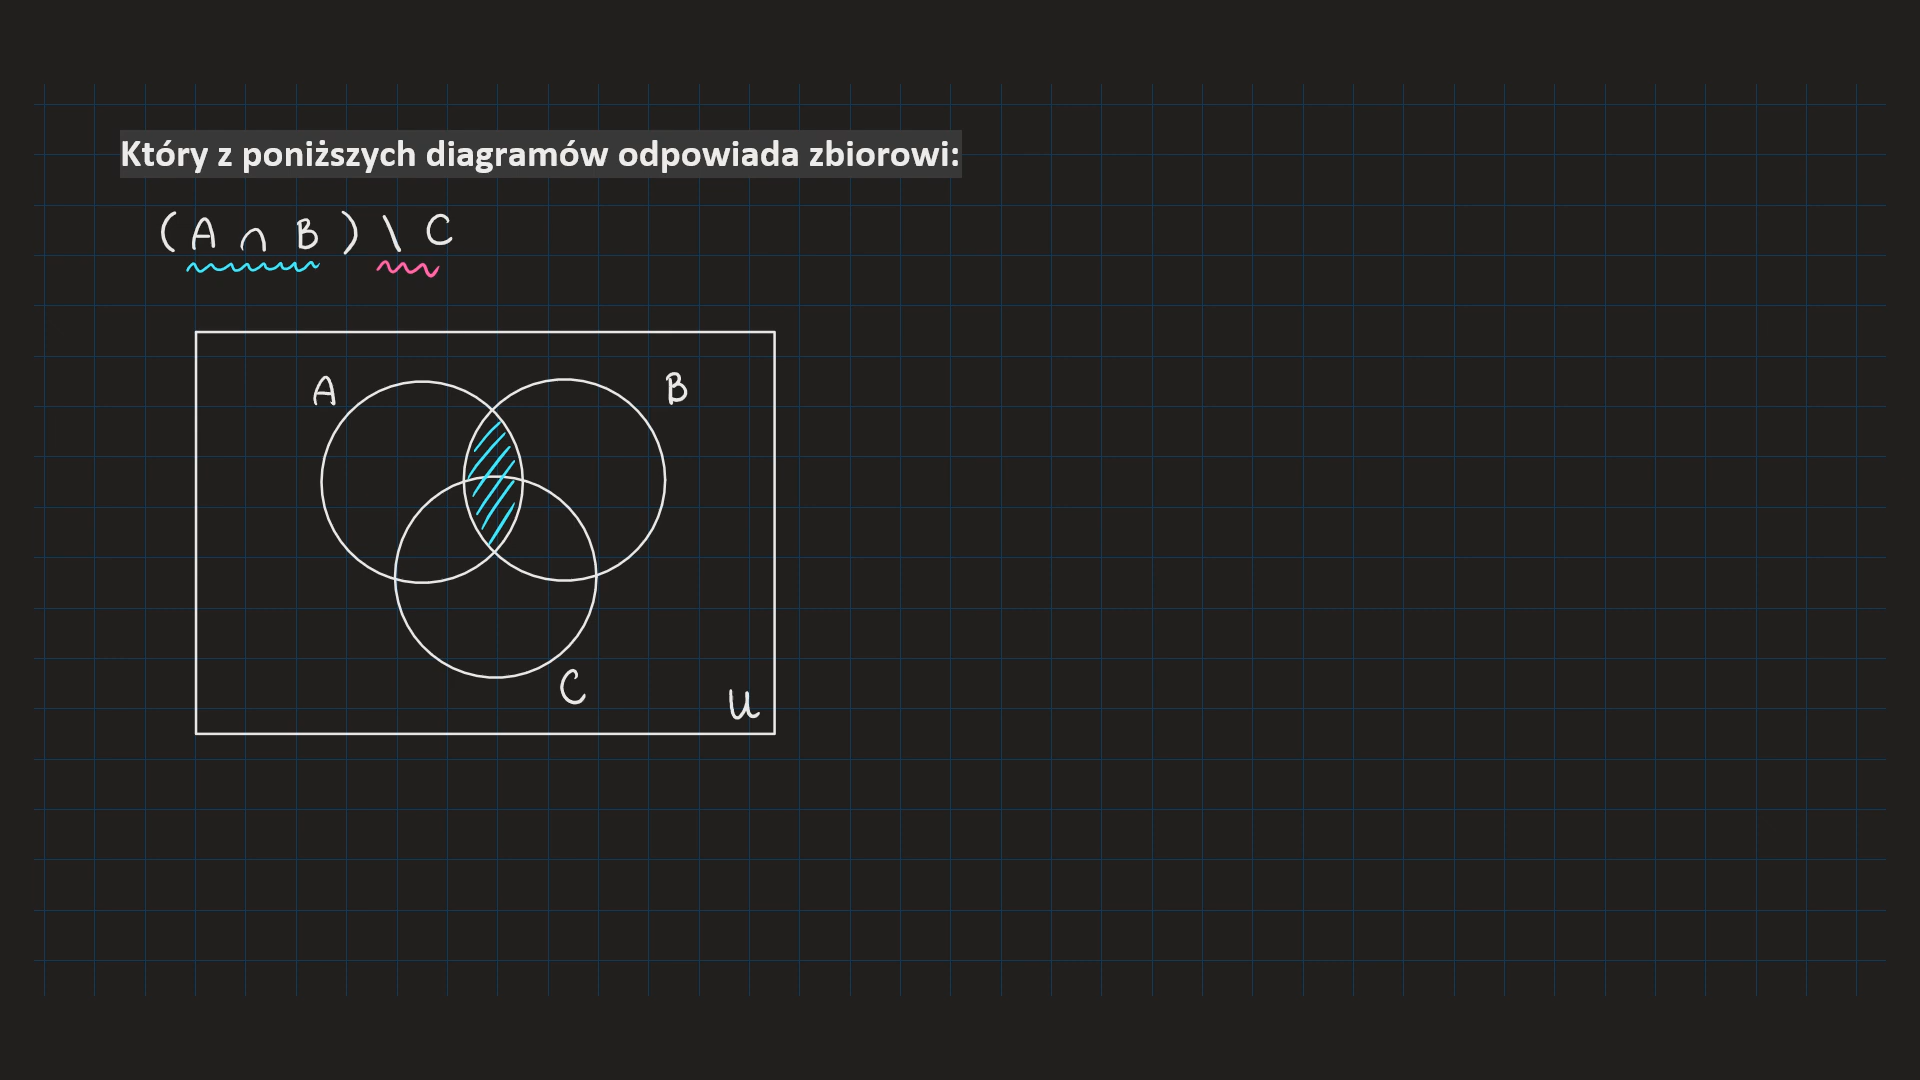 Który z poniższych diagramów odpowiada zbiorowi:
(A ∩ B) \ C
A
B
C
U